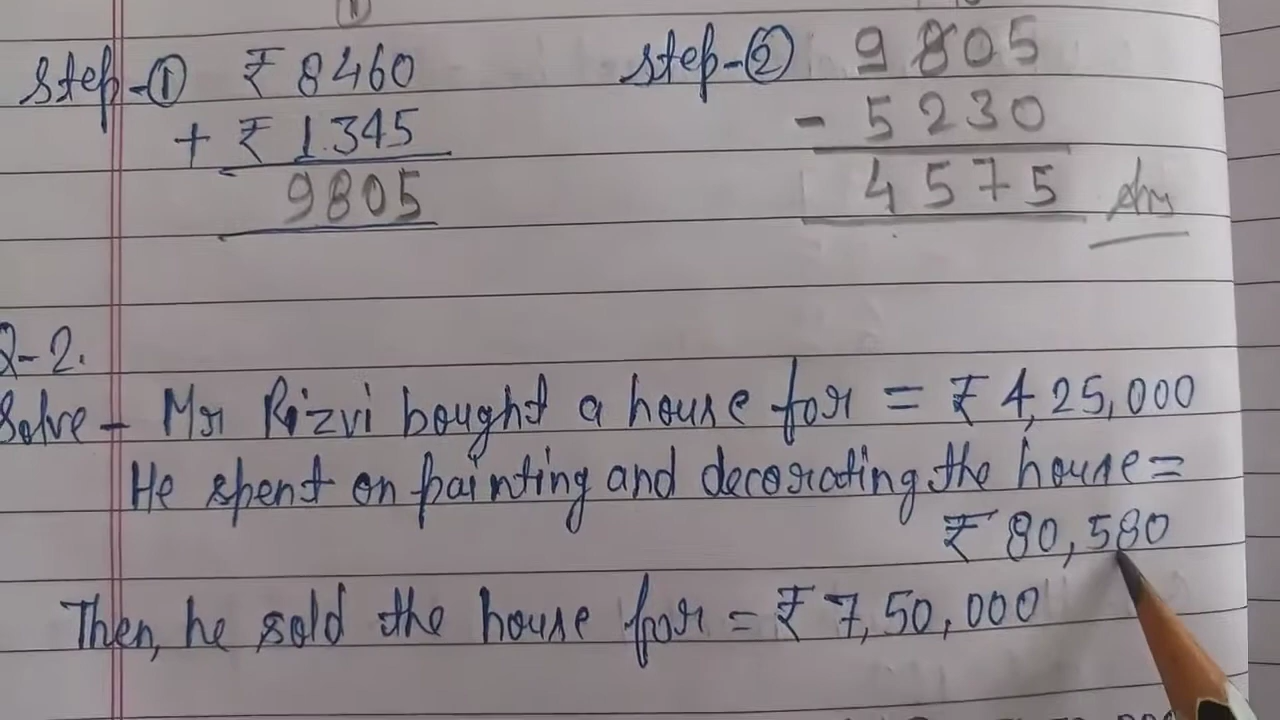 Step-① ₹ 8460
+ ₹ 1345
9805
Step-② 9805
- 5230
4575 Ans
Q-2.
Solve - Mr Rizvi bought a house for = ₹ 4,25,000
He spent on painting and decorating the house =
₹ 80,580
Then, he sold the house for = ₹ 7,50,000